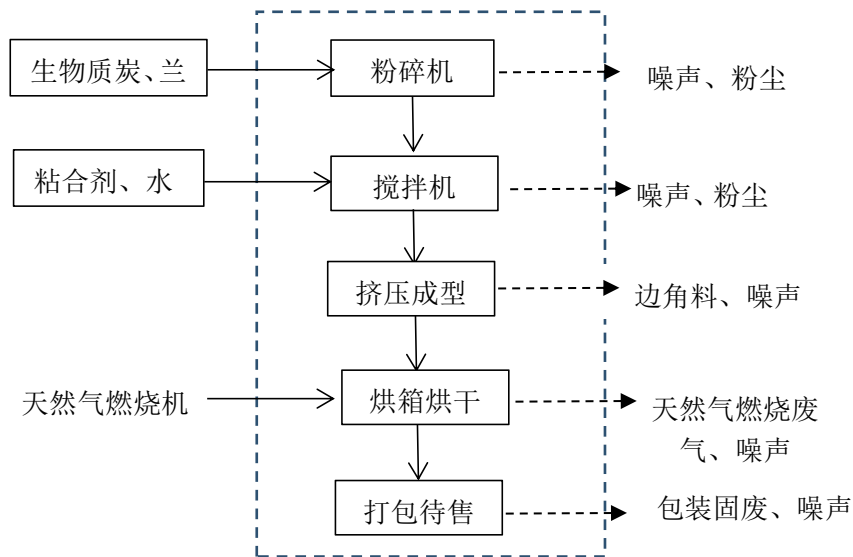 生物质炭、兰
粉碎机
噪声、粉尘
粘合剂、水
搅拌机
噪声、粉尘
挤压成型
边角料、噪声
天然气燃烧机
烘箱烘干
天然气燃烧废
气、噪声
打包待售
包装固废、噪声